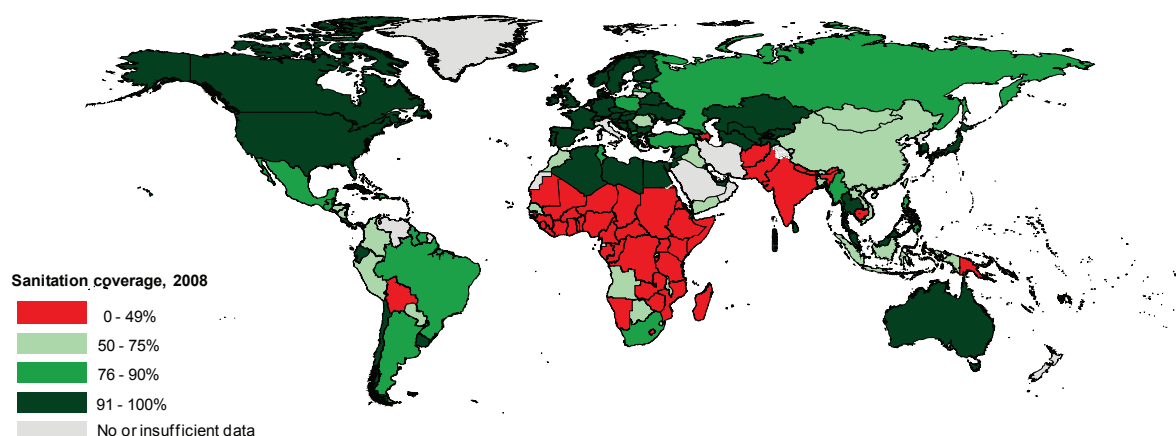 Sanitation coverage, 2008
0 - 49%
50 - 75%
76 - 90%
91 - 100%
No or insufficient data